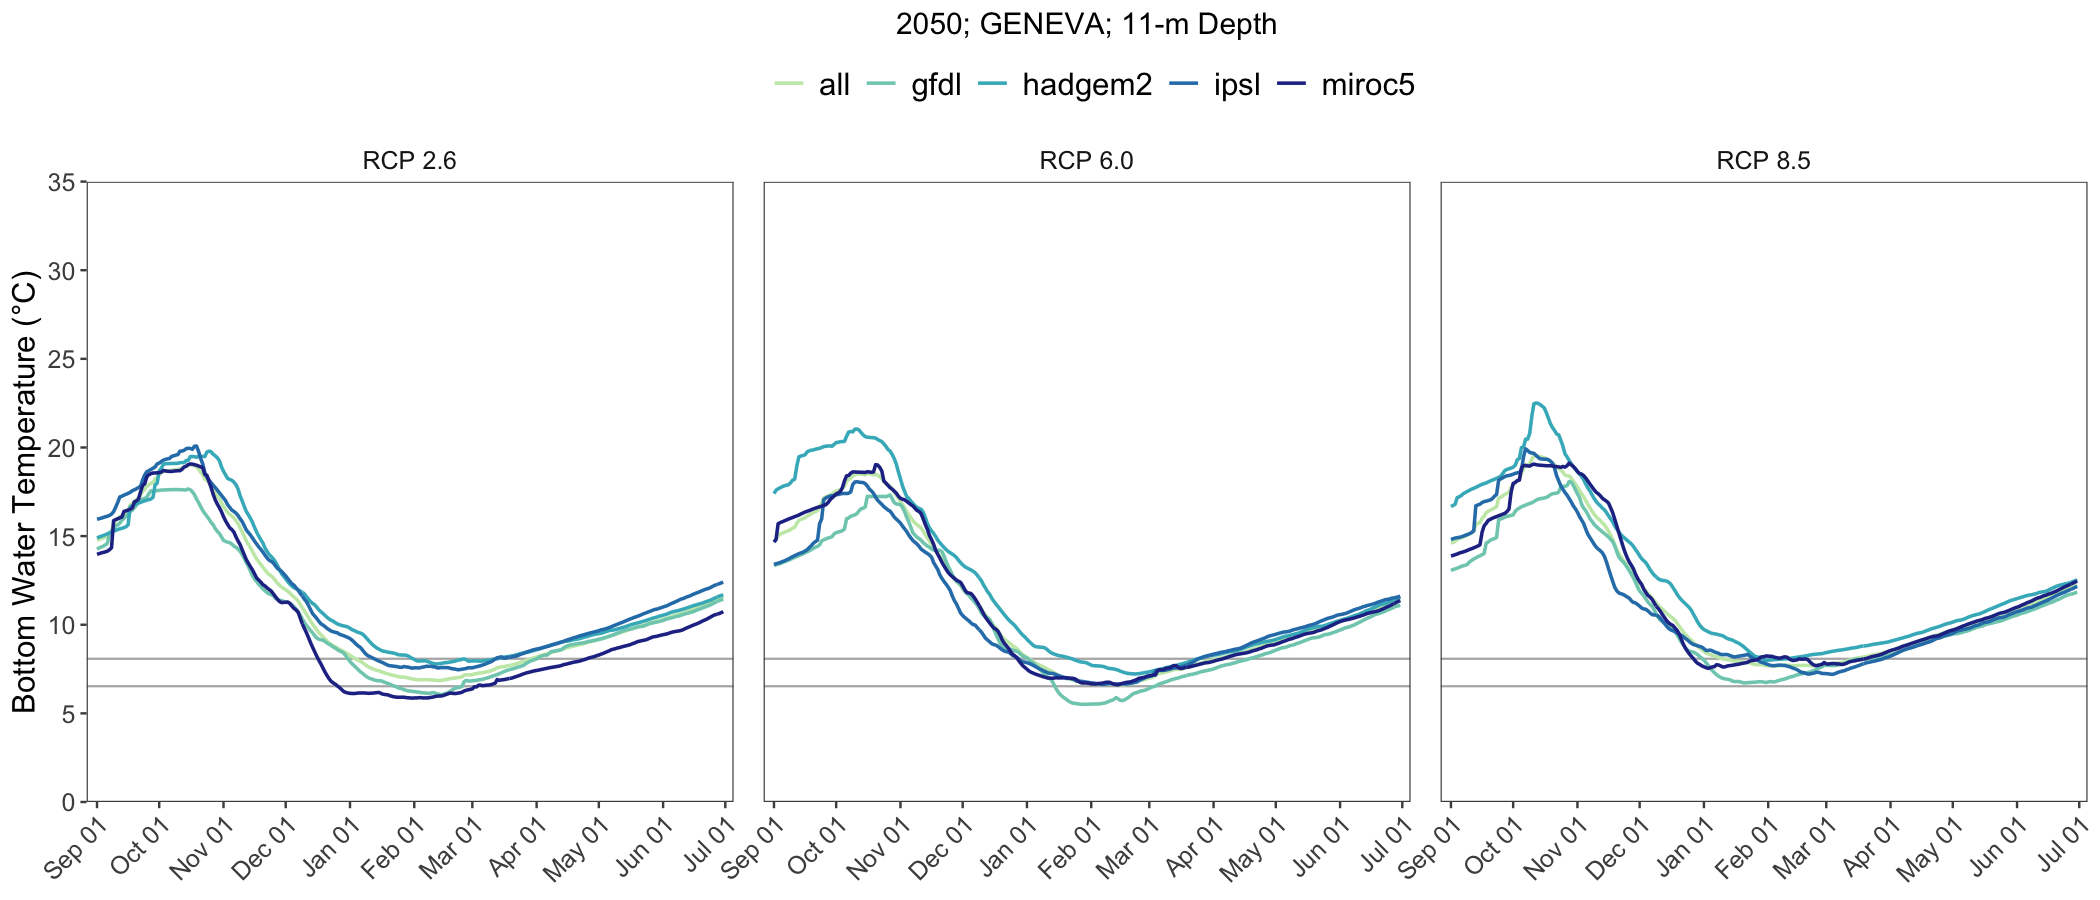 2050; GENEVA; 11-m Depth
all gfdl hadgem2 ipsl miroc5
RCP 2.6 RCP 6.0 RCP 8.5
Bottom Water Temperature (°C)
35
30
25
20
15
10
5
0
Sep 01 Oct 01 Nov 01 Dec 01 Jan 01 Feb 01 Mar 01 Apr 01 May 01 Jun 01 Jul 01
Sep 01 Oct 01 Nov 01 Dec 01 Jan 01 Feb 01 Mar 01 Apr 01 May 01 Jun 01 Jul 01
Sep 01 Oct 01 Nov 01 Dec 01 Jan 01 Feb 01 Mar 01 Apr 01 May 01 Jun 01 Jul 01